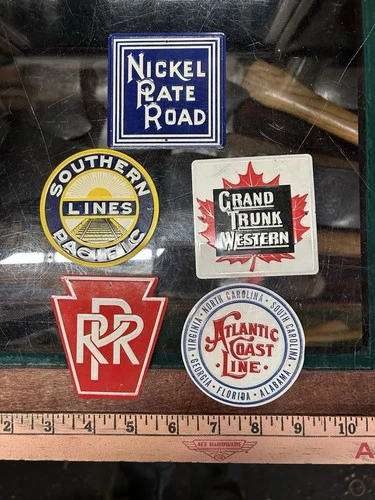 NICKEL
PLATE
ROAD
SOUTHERN
LINES
PACIFIC
GRAND
TRUNK
WESTERN
PRR
VIRGINIA • NORTH CAROLINA • SOUTH CAROLINA
ATLANTIC
COAST
LINE
GEORGIA • FLORIDA • ALABAMA
2 3 4 5 6 7 8 9 10
ACE HARDWARE
A